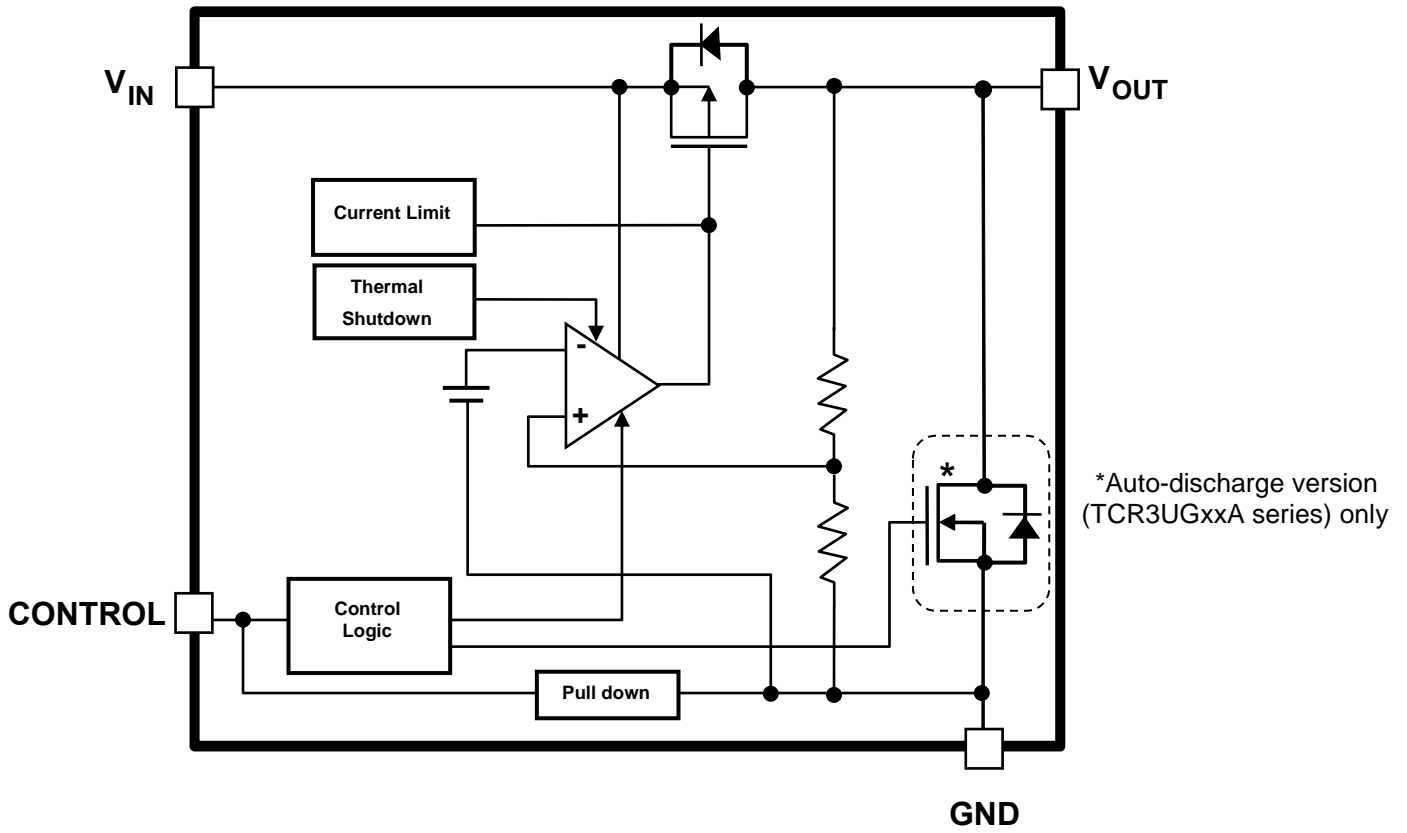 VIN
VOUT
Current Limit
Thermal
Shutdown
-
+
*
*Auto-discharge version
(TCR3UGxxA series) only
CONTROL
Control
Logic
Pull down
GND